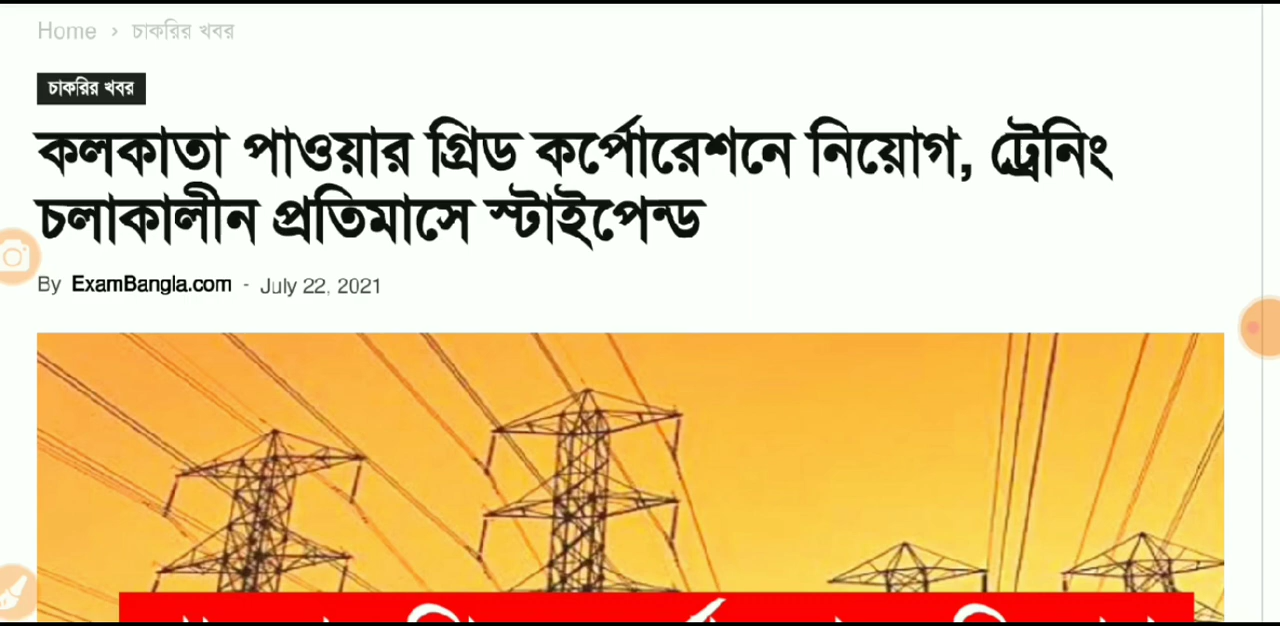 Home › চাকরির খবর
চাকরির খবর
কলকাতা পাওয়ার গ্রিড কর্পোরেশনে নিয়োগ, ট্রেনিং
চলাকালীন প্রতিমাসে স্টাইপেন্ড
By ExamBangla.com - July 22, 2021